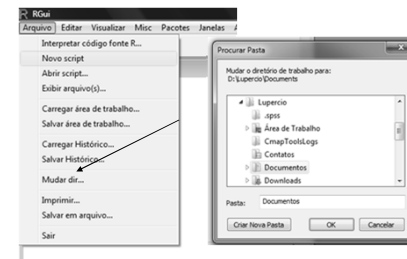 RGui
Arquivo Editar Visualizar Misc Pacotes Janelas
Interpretar código fonte R...
Novo script
Abrir script...
Exibir arquivo(s)...
Carregar área de trabalho...
Salvar área de trabalho...
Carregar Histórico...
Salvar Histórico...
Mudar dir...
Imprimir...
Salvar em arquivo...
Sair
Procurar Pasta
Mudar o diretório de trabalho para:
D:\Lupercio\Documents
Lupercio
.spss
Área de Trabalho
CmapToolsLogs
Contatos
Documentos
Downloads
Pasta: Documentos
Criar Nova Pasta OK Cancelar